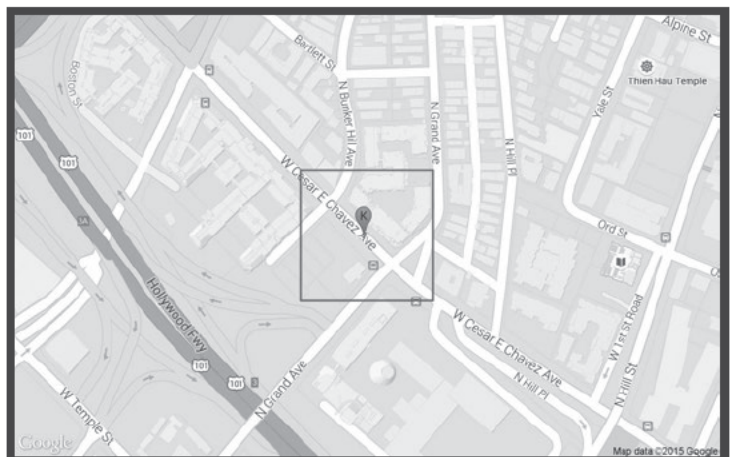 Alpine St
Bartlett St
Boston St
N Bunker Hill Ave
N Grand Ave
N Hill Pl
Yale St
Thien Hau Temple
101
101
W Cesar E Chavez Ave
K
Ord St
Hollywood Fwy
W 1st St Road
N Hill St
W Cesar E Chavez Ave
N Hill Pl
101
101
N Grand Ave
W Temple St
Google
Map data ©2015 Google